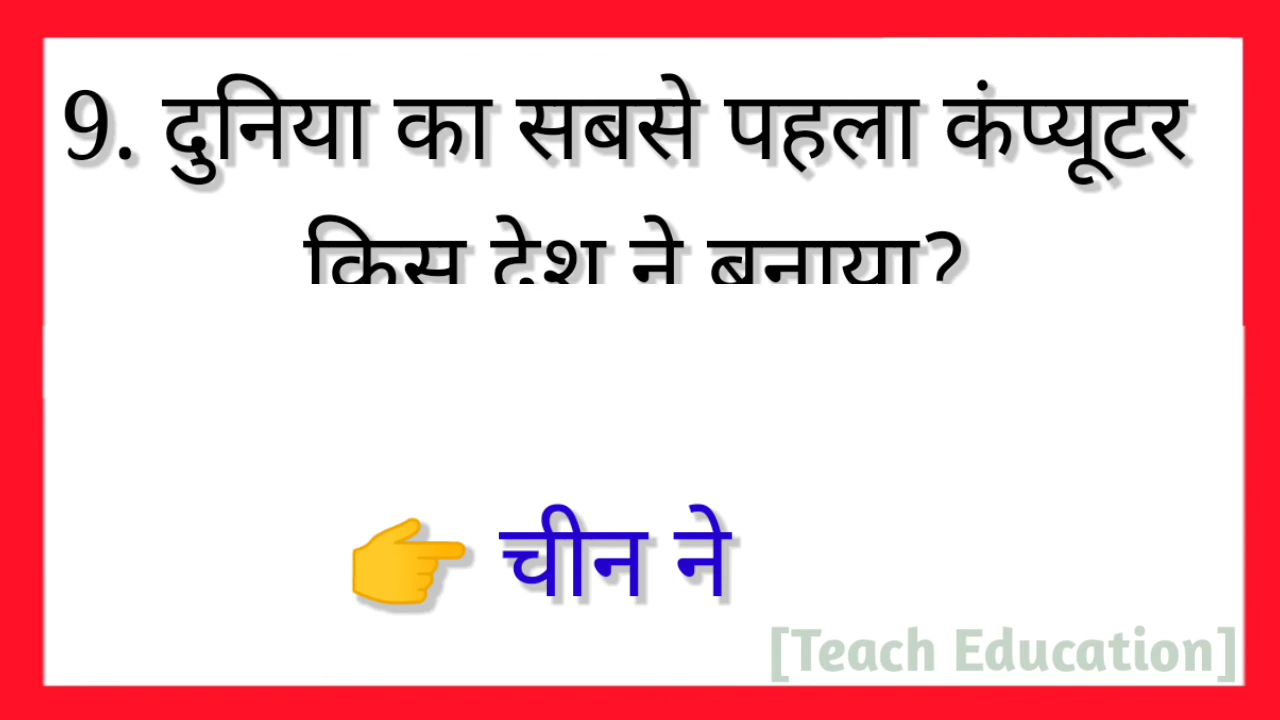 9. दुनिया का सबसे पहला कंप्यूटर
किस देश ने बनाया?
👉 चीन ने
[Teach Education]